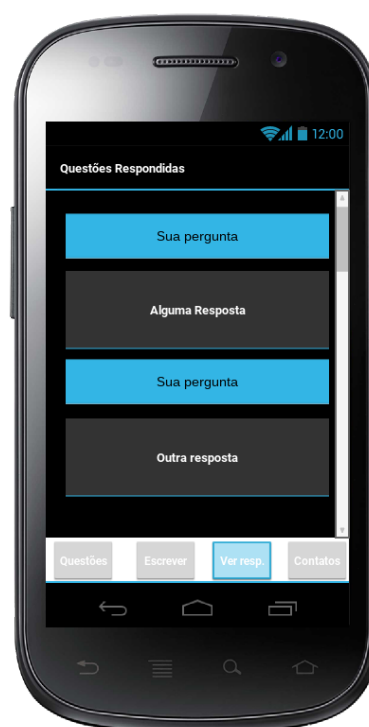 12:00
Questões Respondidas
Sua pergunta
Alguma Resposta
Sua pergunta
Outra resposta
Questões Escrever Ver resp. Contatos